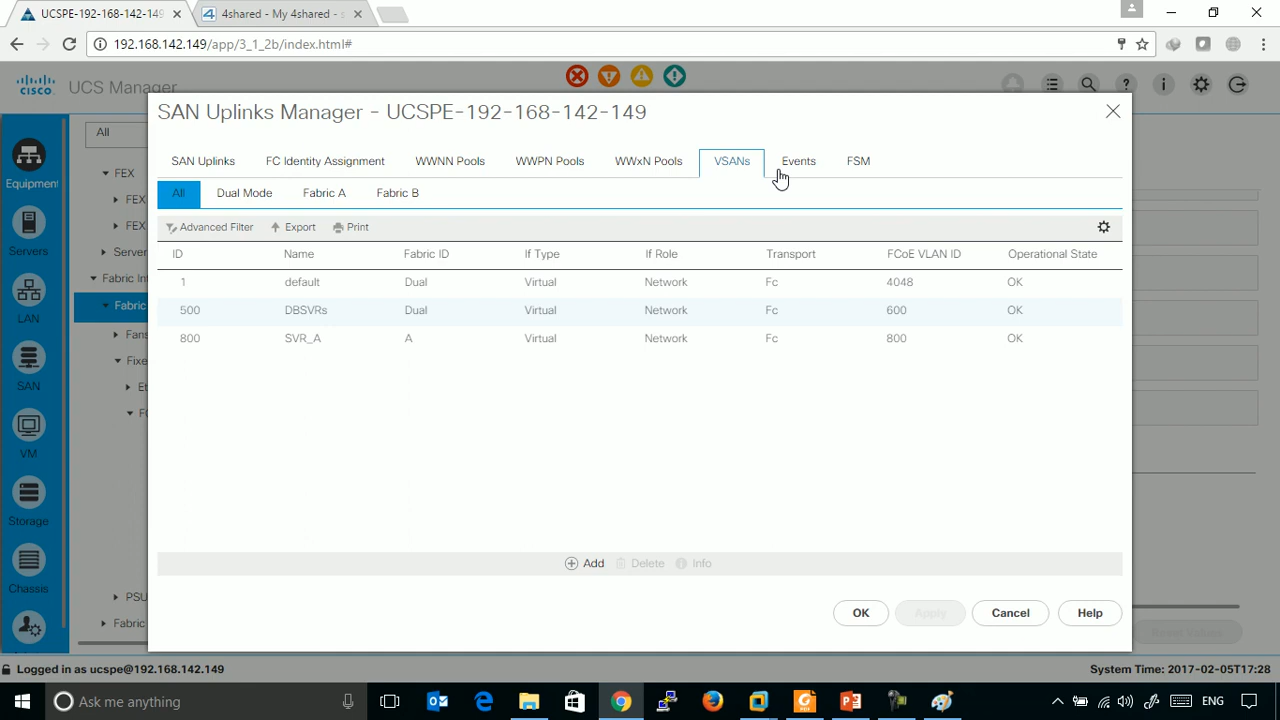 UCSPE-192-168-142-149
4shared - My 4shared - s
192.168.142.149/app/3_1_2b/index.html#
CISCO
UCS Manager
SAN Uplinks Manager - UCSPE-192-168-142-149
SAN Uplinks FC Identity Assignment WWNN Pools WWPN Pools WWxN Pools VSANs Events FSM
All Dual Mode Fabric A Fabric B
Advanced Filter Export Print
ID Name Fabric ID If Type If Role Transport FCoE VLAN ID Operational State
1 default Dual Virtual Network Fc 4048 OK
500 DBSVRs Dual Virtual Network Fc 600 OK
800 SVR_A A Virtual Network Fc 800 OK
Add Delete Info
OK Apply Cancel Help
Equipment
Servers
LAN
SAN
VM
Storage
Chassis
All
FEX
FEX
FEX
Server
Fabric Int
Fabric
Fans
Fixe
Et
FC
PSU
Fabric
Reset Values
Logged in as ucspe@192.168.142.149
System Time: 2017-02-05T17:28
Ask me anything
ENG